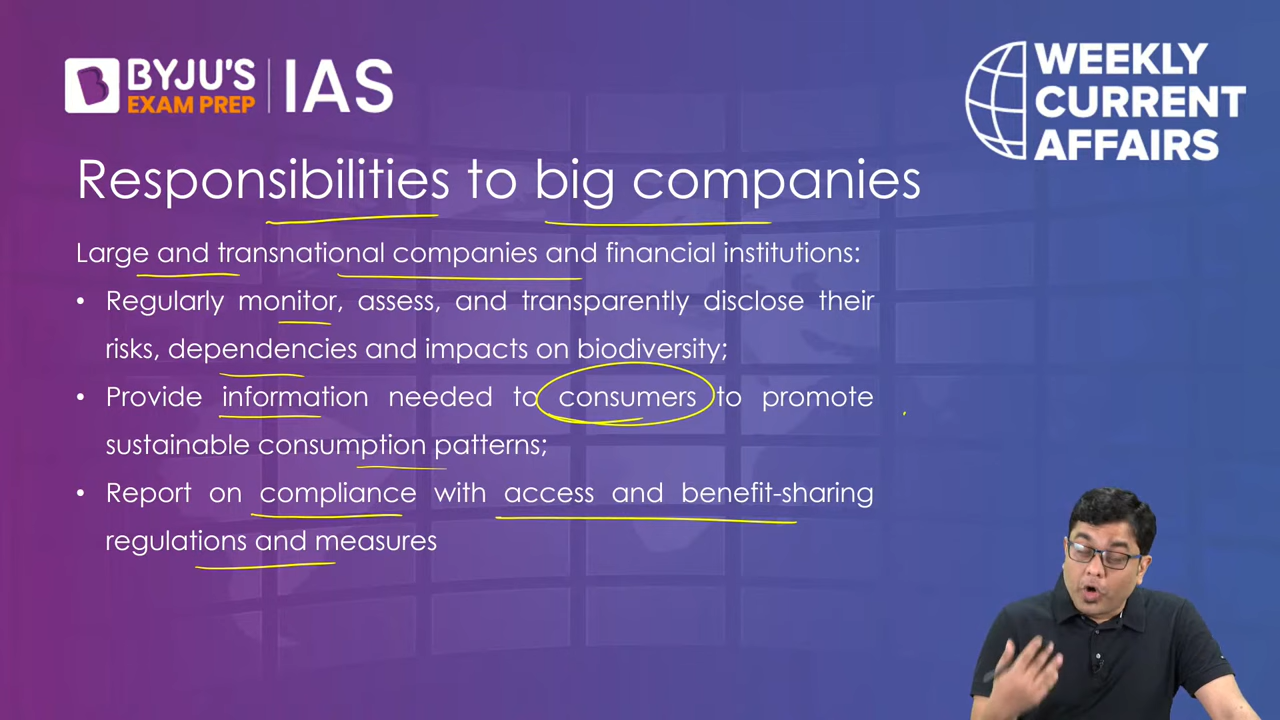 BYJU'S
EXAM PREP
IAS
WEEKLY
CURRENT
AFFAIRS
Responsibilities to big companies
Large and transnational companies and financial institutions:
• Regularly monitor, assess, and transparently disclose their
risks, dependencies and impacts on biodiversity;
• Provide information needed to consumers to promote
sustainable consumption patterns;
• Report on compliance with access and benefit-sharing
regulations and measures